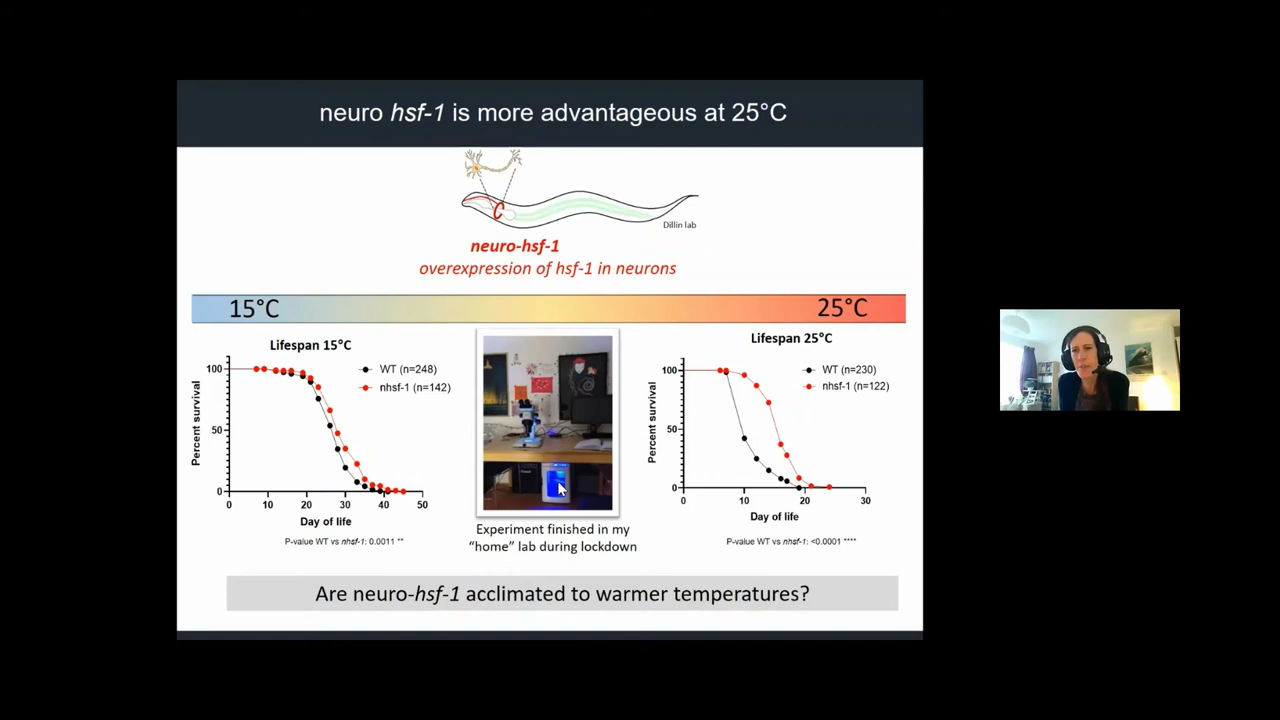 neuro hsf-1 is more advantageous at 25°C
Dillin lab
neuro-hsf-1
overexpression of hsf-1 in neurons
15°C
25°C
Lifespan 15°C
WT (n=248)
nhsf-1 (n=142)
Percent survival
100
50
0
0 10 20 30 40 50
Day of life
P-value WT vs nhsf-1: 0.0011 **
Experiment finished in my
“home” lab during lockdown
Lifespan 25°C
WT (n=230)
nhsf-1 (n=122)
Percent survival
100
50
0
0 10 20 30
Day of life
P-value WT vs nhsf-1: <0.0001 ****
Are neuro-hsf-1 acclimated to warmer temperatures?